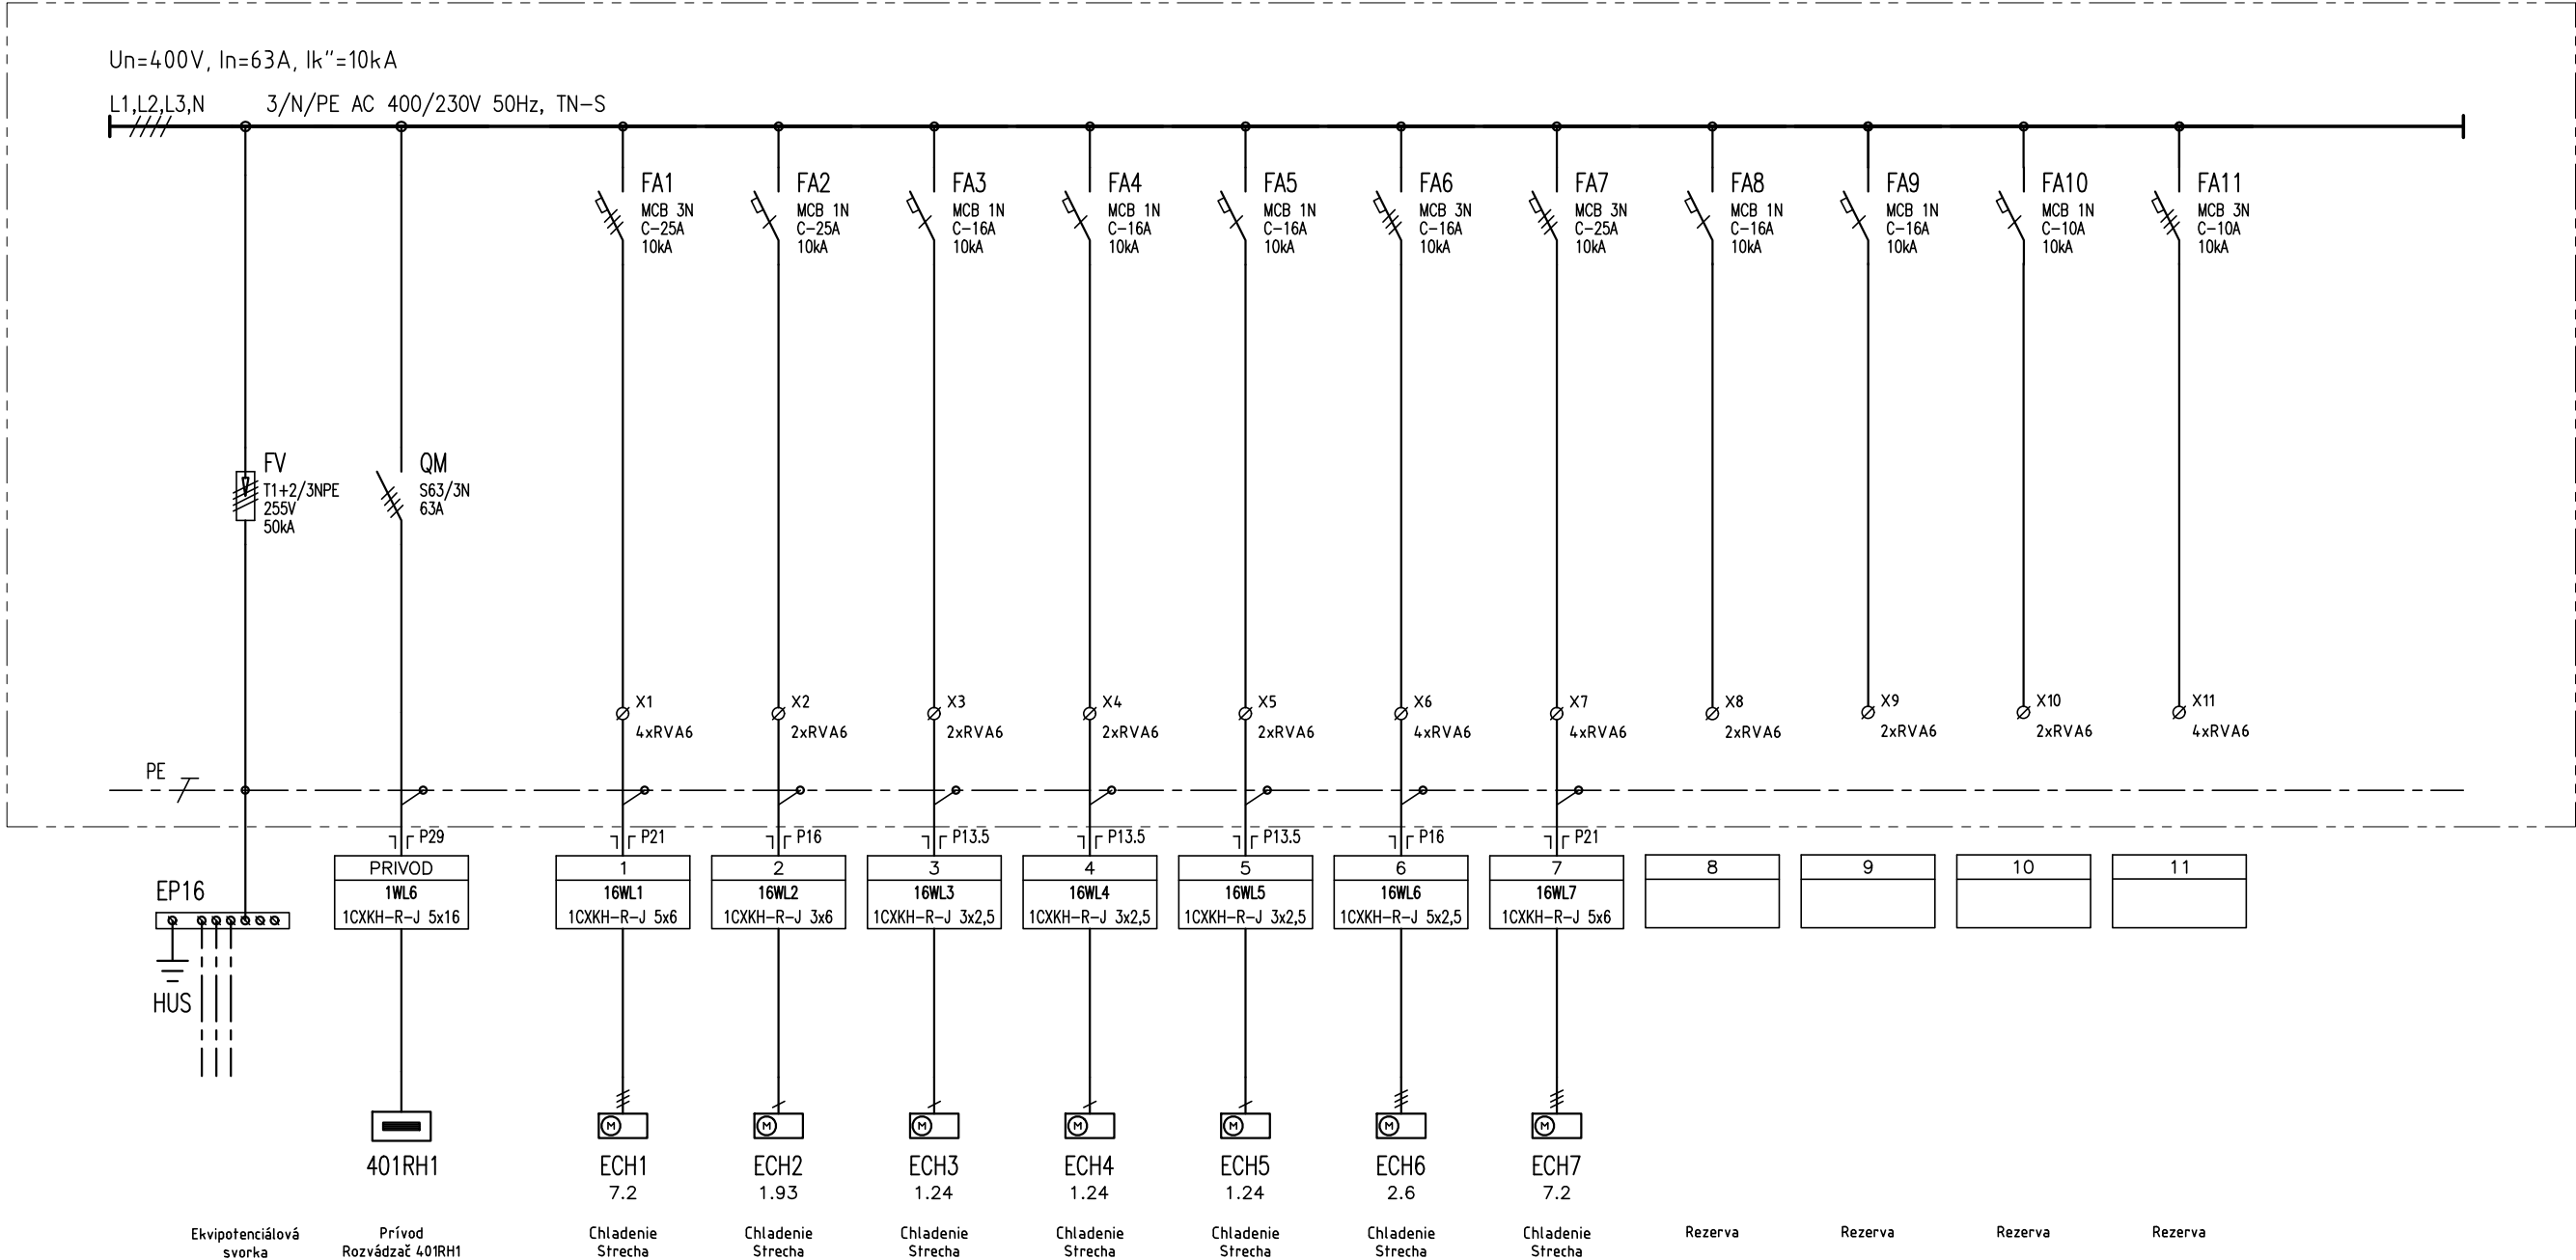 Un=400V, In=63A, Ik″=10kA
L1,L2,L3,N 3/N/PE AC 400/230V 50Hz, TN-S
FA1
MCB 3N
C-25A
10kA
FA2
MCB 1N
C-25A
10kA
FA3
MCB 1N
C-16A
10kA
FA4
MCB 1N
C-16A
10kA
FA5
MCB 1N
C-16A
10kA
FA6
MCB 3N
C-16A
10kA
FA7
MCB 3N
C-25A
10kA
FA8
MCB 1N
C-16A
10kA
FA9
MCB 1N
C-16A
10kA
FA10
MCB 1N
C-10A
10kA
FA11
MCB 3N
C-10A
10kA
FV
T1+2/3NPE
255V
50kA
QM
S63/3N
63A
X1
4xRVA6
X2
2xRVA6
X3
2xRVA6
X4
2xRVA6
X5
2xRVA6
X6
4xRVA6
X7
4xRVA6
X8
2xRVA6
X9
2xRVA6
X10
2xRVA6
X11
4xRVA6
PE
P29
P21
P16
P13.5
P13.5
P13.5
P16
P21
EP16
HUS
PRIVOD
1WL6
1CXKH-R-J 5x16
1
16WL1
1CXKH-R-J 5x6
2
16WL2
1CXKH-R-J 3x6
3
16WL3
1CXKH-R-J 3x2,5
4
16WL4
1CXKH-R-J 3x2,5
5
16WL5
1CXKH-R-J 3x2,5
6
16WL6
1CXKH-R-J 5x2,5
7
16WL7
1CXKH-R-J 5x6
8
9
10
11
M
M
M
M
M
M
M
401RH1
ECH1
7.2
ECH2
1.93
ECH3
1.24
ECH4
1.24
ECH5
1.24
ECH6
2.6
ECH7
7.2
Ekvipotenciálová
svorka
Prívod
Rozvádzač 401RH1
Chladenie
Strecha
Chladenie
Strecha
Chladenie
Strecha
Chladenie
Strecha
Chladenie
Strecha
Chladenie
Strecha
Chladenie
Strecha
Rezerva
Rezerva
Rezerva
Rezerva